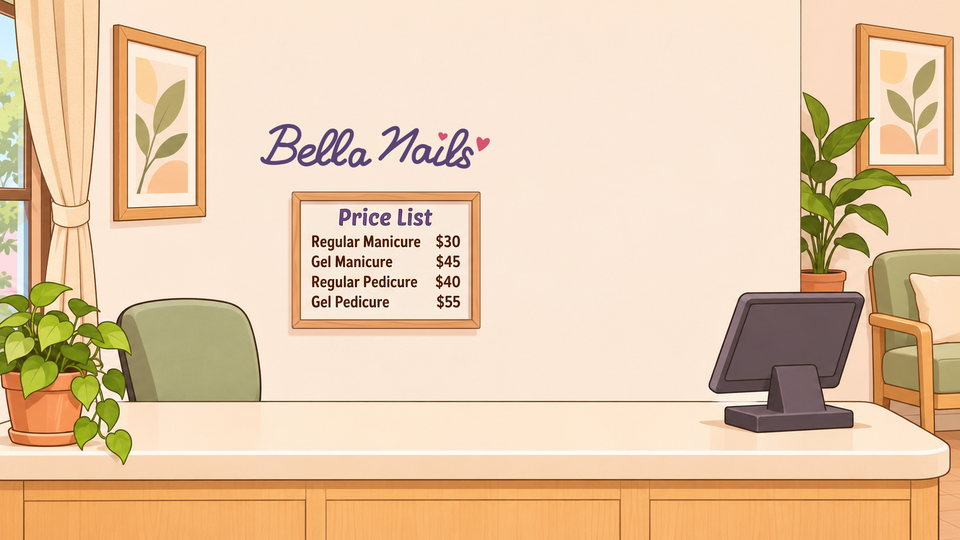 Bella Nails
Price List
Regular Manicure $30
Gel Manicure $45
Regular Pedicure $40
Gel Pedicure $55